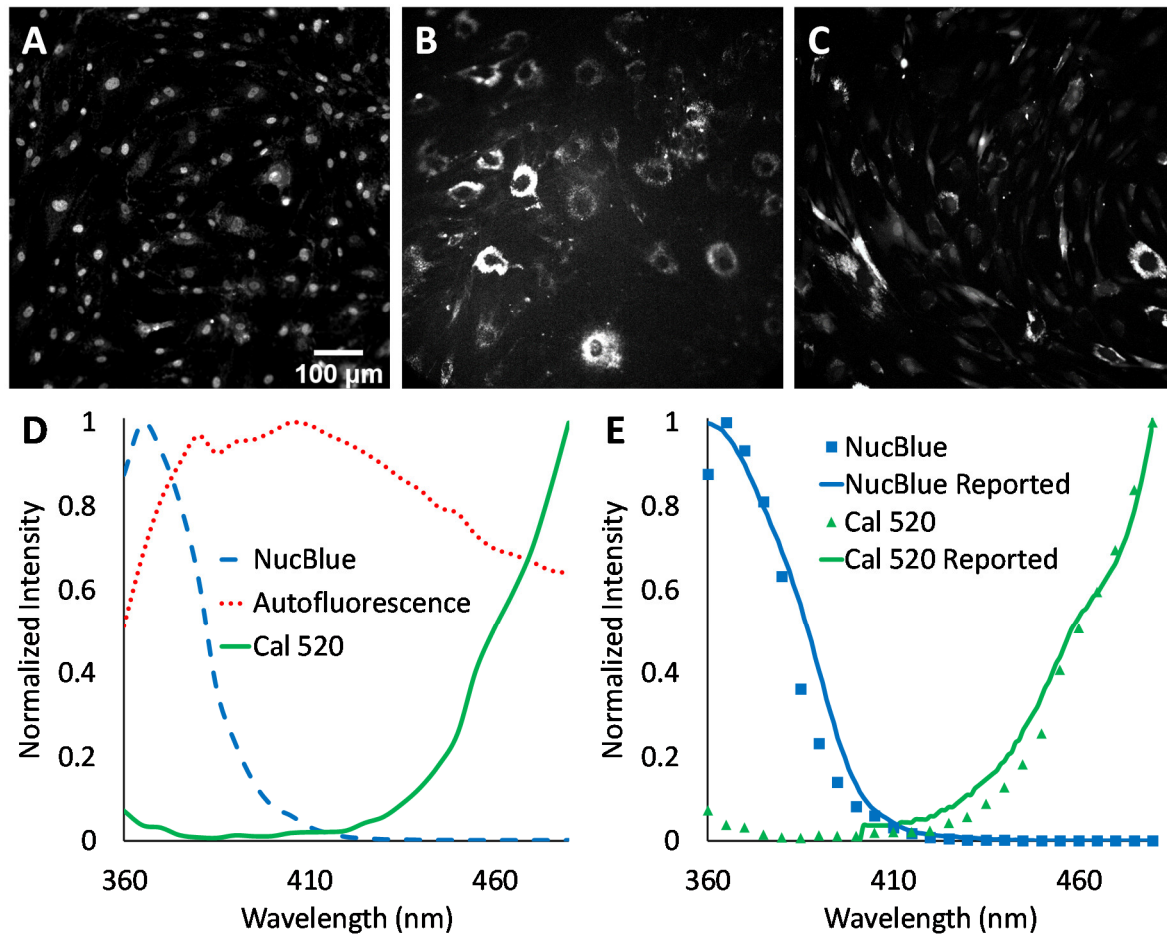 A
B
C
100 µm
D
1
0.8
0.6
0.4
0.2
0
360
410
460
Normalized Intensity
Wavelength (nm)
NucBlue
Autofluorescence
Cal 520
E
1
0.8
0.6
0.4
0.2
0
360
410
460
Normalized Intensity
Wavelength (nm)
NucBlue
NucBlue Reported
Cal 520
Cal 520 Reported